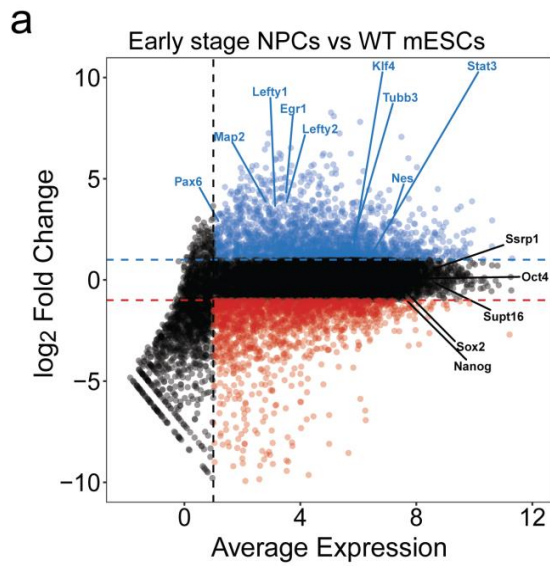 a
Early stage NPCs vs WT mESCs
log2 Fold Change
10
5
0
−5
−10
Klf4
Stat3
Lefty1
Egr1
Tubb3
Map2
Lefty2
Pax6
Nes
Ssrp1
Oct4
Supt16
Sox2
Nanog
0
4
8
12
Average Expression